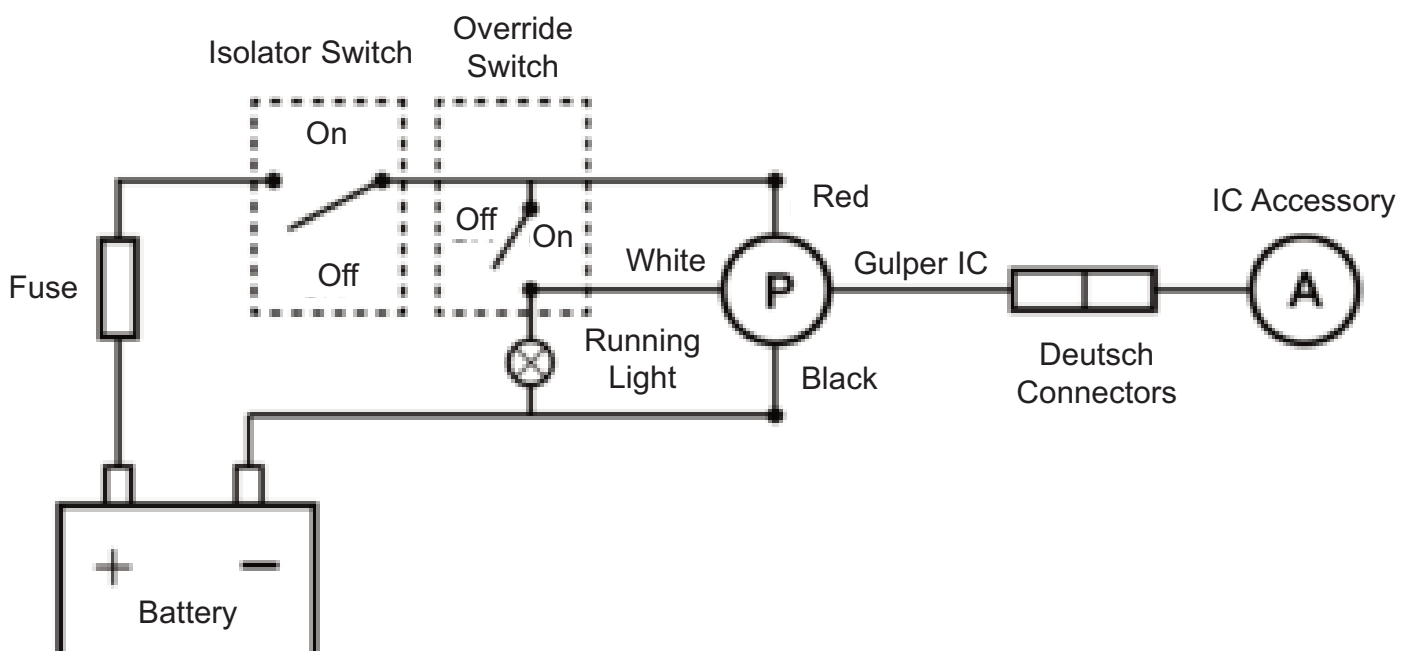 Isolator Switch
Override
Switch
On
Off
Off
On
Fuse
White
Red
Gulper IC
IC Accessory
P
A
Running
Light
Black
Deutsch
Connectors
+
−
Battery